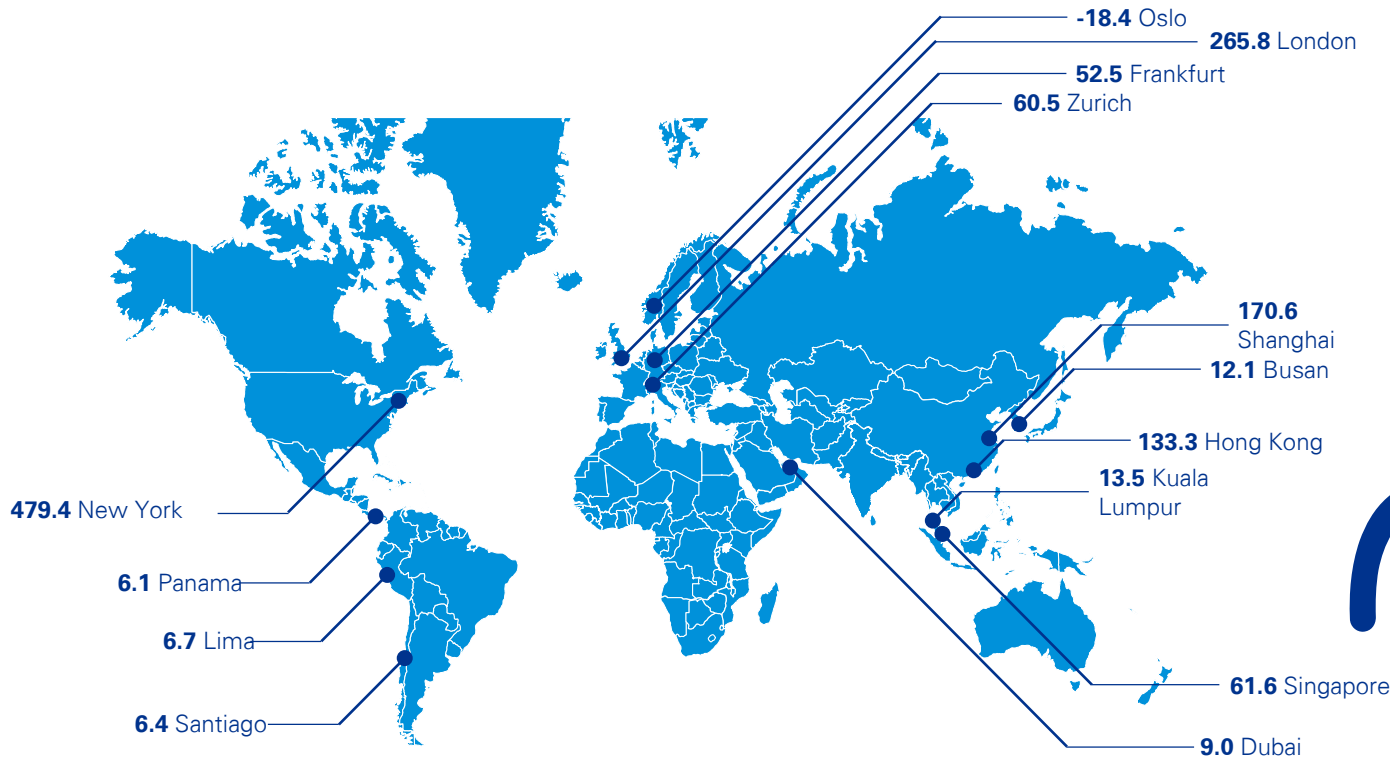 -18.4 Oslo
265.8 London
52.5 Frankfurt
60.5 Zurich
170.6
Shanghai
12.1 Busan
133.3 Hong Kong
13.5 Kuala
Lumpur
479.4 New York
6.1 Panama
6.7 Lima
61.6 Singapore
6.4 Santiago
9.0 Dubai